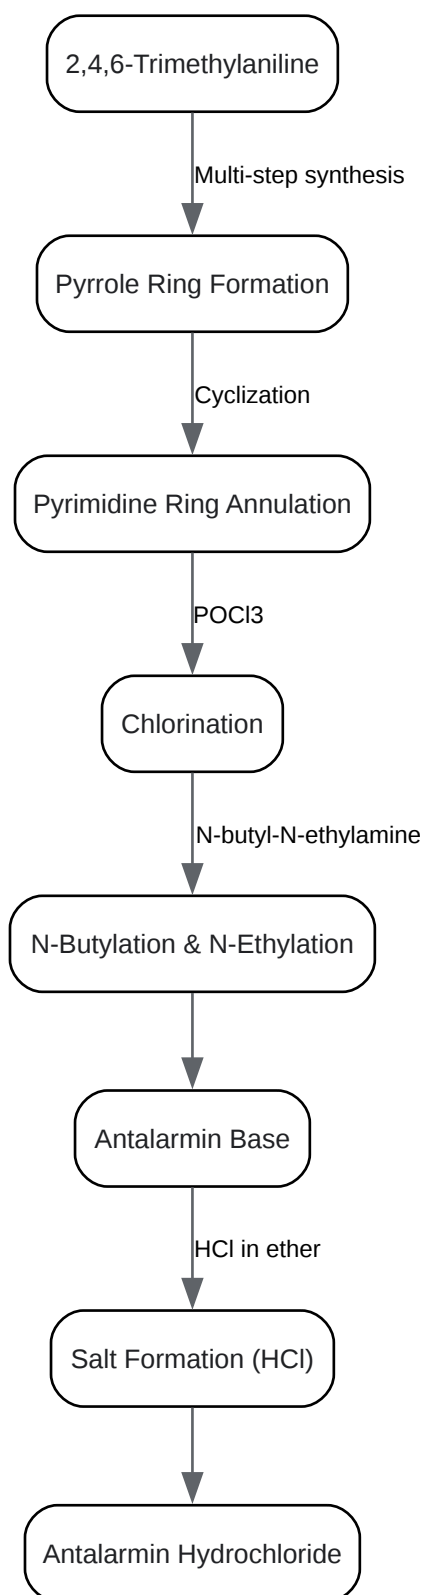 2,4,6-Trimethylaniline
Multi-step synthesis
Pyrrole Ring Formation
Cyclization
Pyrimidine Ring Annulation
POCl3
Chlorination
N-butyl-N-ethylamine
N-Butylation & N-Ethylation
Antalarmin Base
HCl in ether
Salt Formation (HCl)
Antalarmin Hydrochloride